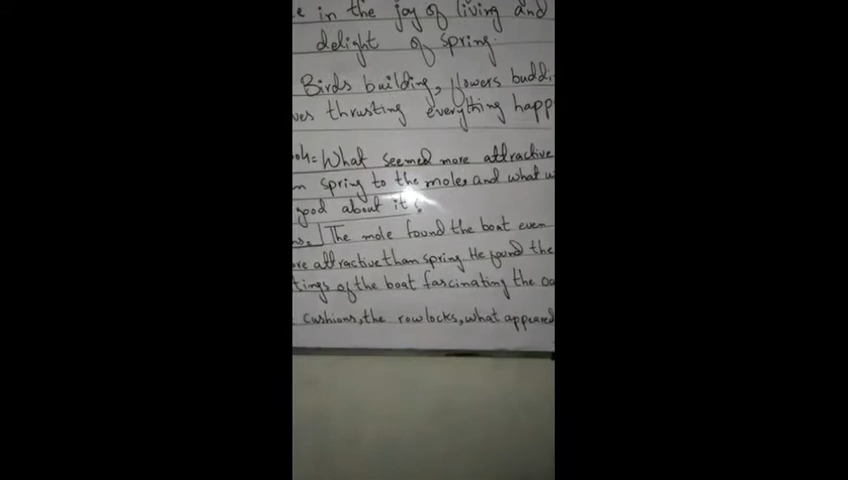 e in the joy of living and
delight of spring.
Birds building, flowers budd
ves thrusting everything happ
What seemed more attractive
n spring to the moles and what w
good about it?
ns. The mole found the boat even
re attractive than spring He found the
tings of the boat fascinating the oa
cushions, the rowlocks, what appeared